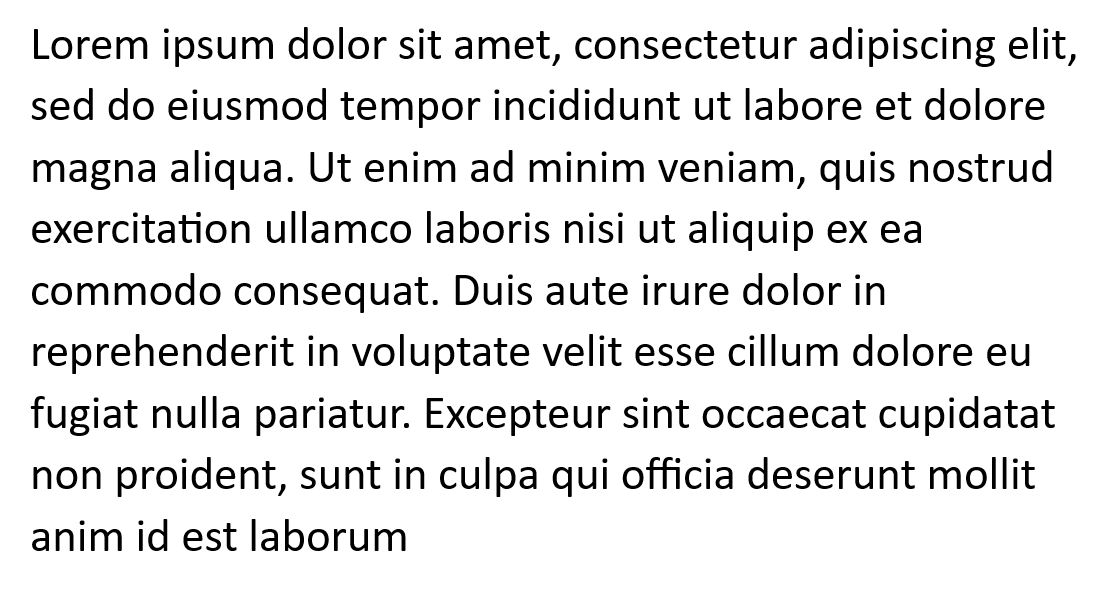 Lorem ipsum dolor sit amet, consectetur adipiscing elit,
sed do eiusmod tempor incididunt ut labore et dolore
magna aliqua. Ut enim ad minim veniam, quis nostrud
exercitation ullamco laboris nisi ut aliquip ex ea
commodo consequat. Duis aute irure dolor in
reprehenderit in voluptate velit esse cillum dolore eu
fugiat nulla pariatur. Excepteur sint occaecat cupidatat
non proident, sunt in culpa qui officia deserunt mollit
anim id est laborum